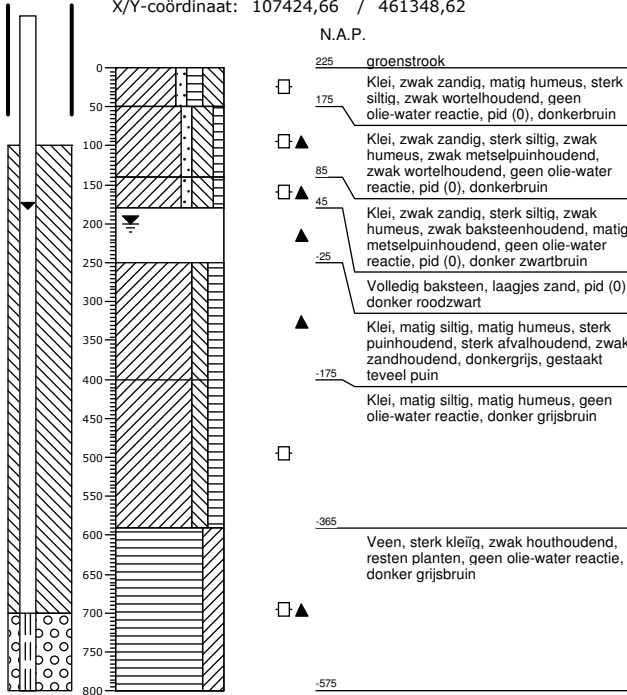 X/Y-coördinaat: 107424,66 / 461348,62
N.A.P.
0
50
100
150
200
250
300
350
400
450
500
550
600
650
700
750
800
225 groenstrook
Klei, zwak zandig, matig humeus, sterk
siltig, zwak wortelhoudend, geen
olie-water reactie, pid (0), donkerbruin
175
Klei, zwak zandig, sterk siltig, zwak
humeus, zwak metselpuinhoudend,
zwak wortelhoudend, geen olie-water
reactie, pid (0), donkerbruin
85
Klei, zwak zandig, sterk siltig, zwak
humeus, zwak baksteenhoudend, matig
metselpuinhoudend, geen olie-water
reactie, pid (0), donker zwartbruin
45
Volledig baksteen, laagjes zand, pid (0)
donker roodzwart
-25
Klei, matig siltig, matig humeus, sterk
puinhoudend, sterk afvalhoudend, zwak
zandhoudend, donkergrijs, gestaakt
teveel puin
-175
Klei, matig siltig, matig humeus, geen
olie-water reactie, donker grijsbruin
-365
Veen, sterk kleiïg, zwak houthoudend,
resten planten, geen olie-water reactie,
donker grijsbruin
-575